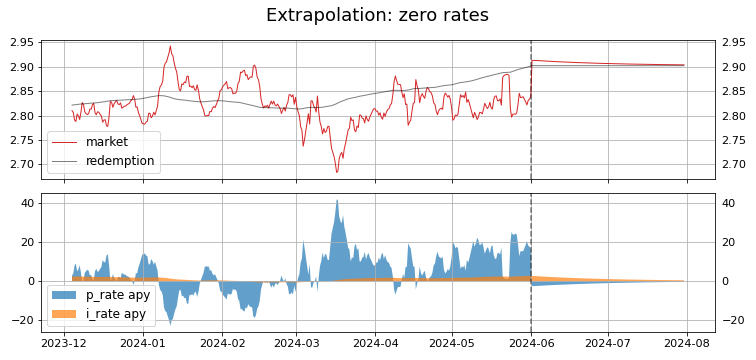 Extrapolation: zero rates
2.95 2.95
2.90 2.90
2.85 2.85
2.80 2.80
2.75 2.75
2.70 2.70
market
redemption
40 40
20 20
0 0
−20 −20
p_rate apy
i_rate apy
2023-12 2024-01 2024-02 2024-03 2024-04 2024-05 2024-06 2024-07 2024-08